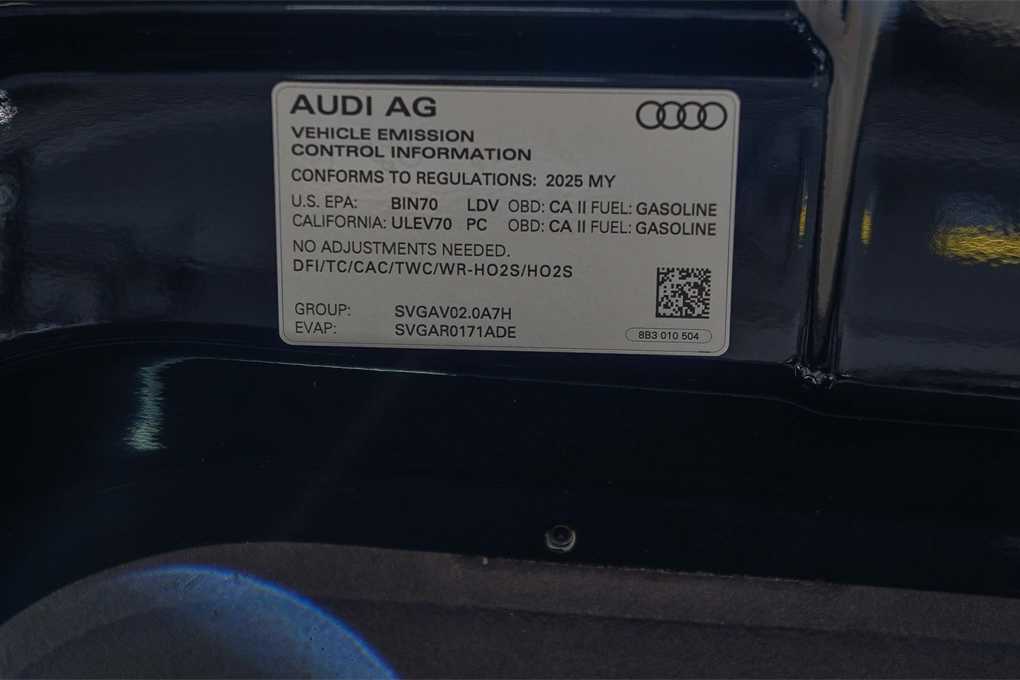 AUDI AG
VEHICLE EMISSION
CONTROL INFORMATION
CONFORMS TO REGULATIONS: 2025 MY
U.S. EPA: BIN70 LDV OBD: CA II FUEL: GASOLINE
CALIFORNIA: ULEV70 PC OBD: CA II FUEL: GASOLINE
NO ADJUSTMENTS NEEDED.
DFI/TC/CAC/TWC/WR-HO2S/HO2S
GROUP: SVGAV02.0A7H
EVAP: SVGAR0171ADE
8B3 010 504